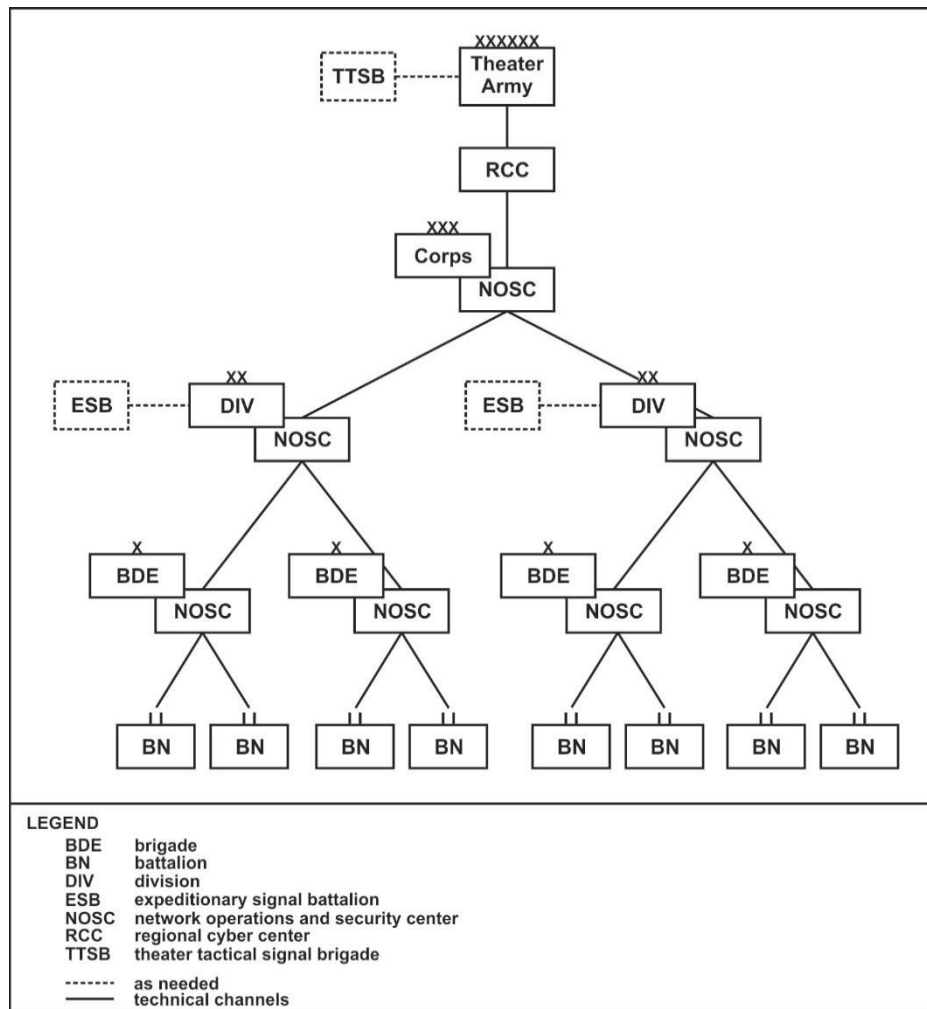 XXXXXX
TTSB
Theater
Army
RCC
XXX
Corps
NOSC
XX
ESB
DIV
NOSC
XX
ESB
DIV
NOSC
X
BDE
NOSC
X
BDE
NOSC
X
BDE
NOSC
X
BDE
NOSC
II II II II II II II II
BN BN BN BN BN BN BN BN
LEGEND
BDE brigade
BN battalion
DIV division
ESB expeditionary signal battalion
NOSC network operations and security center
RCC regional cyber center
TTSB theater tactical signal brigade
as needed
technical channels